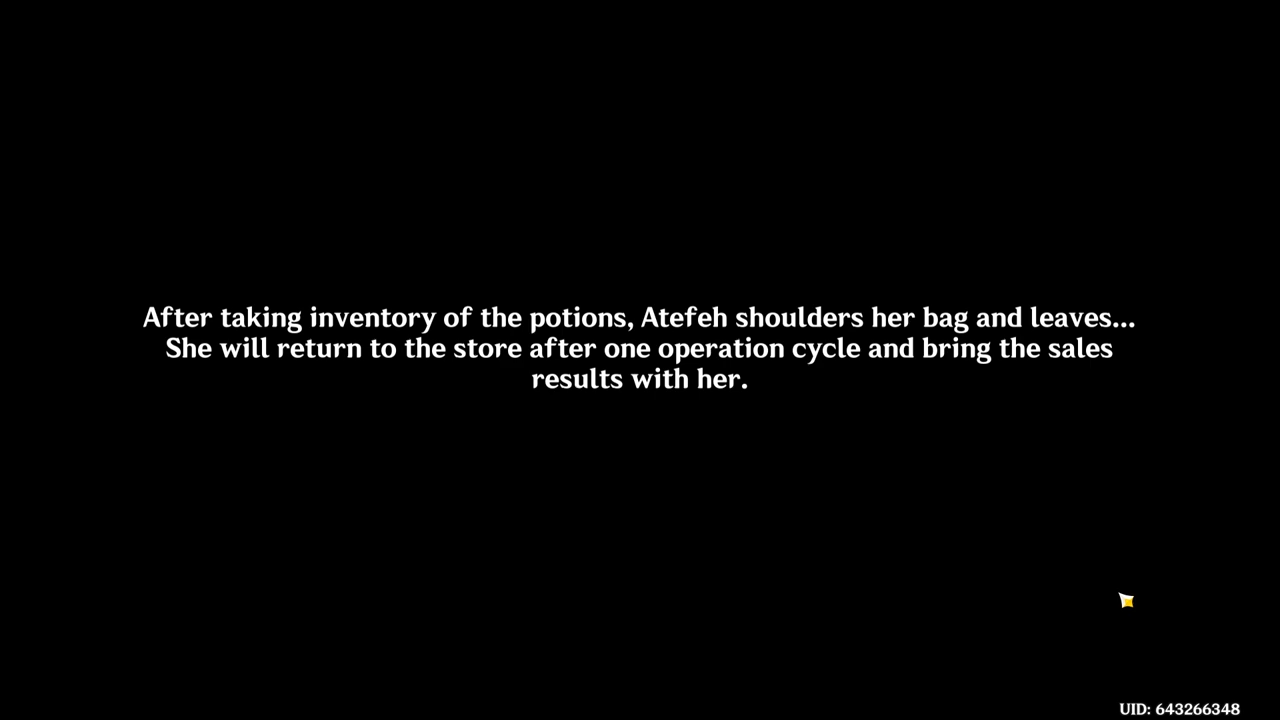 After taking inventory of the potions, Atefeh shoulders her bag and leaves...
She will return to the store after one operation cycle and bring the sales
results with her.
UID: 643266348